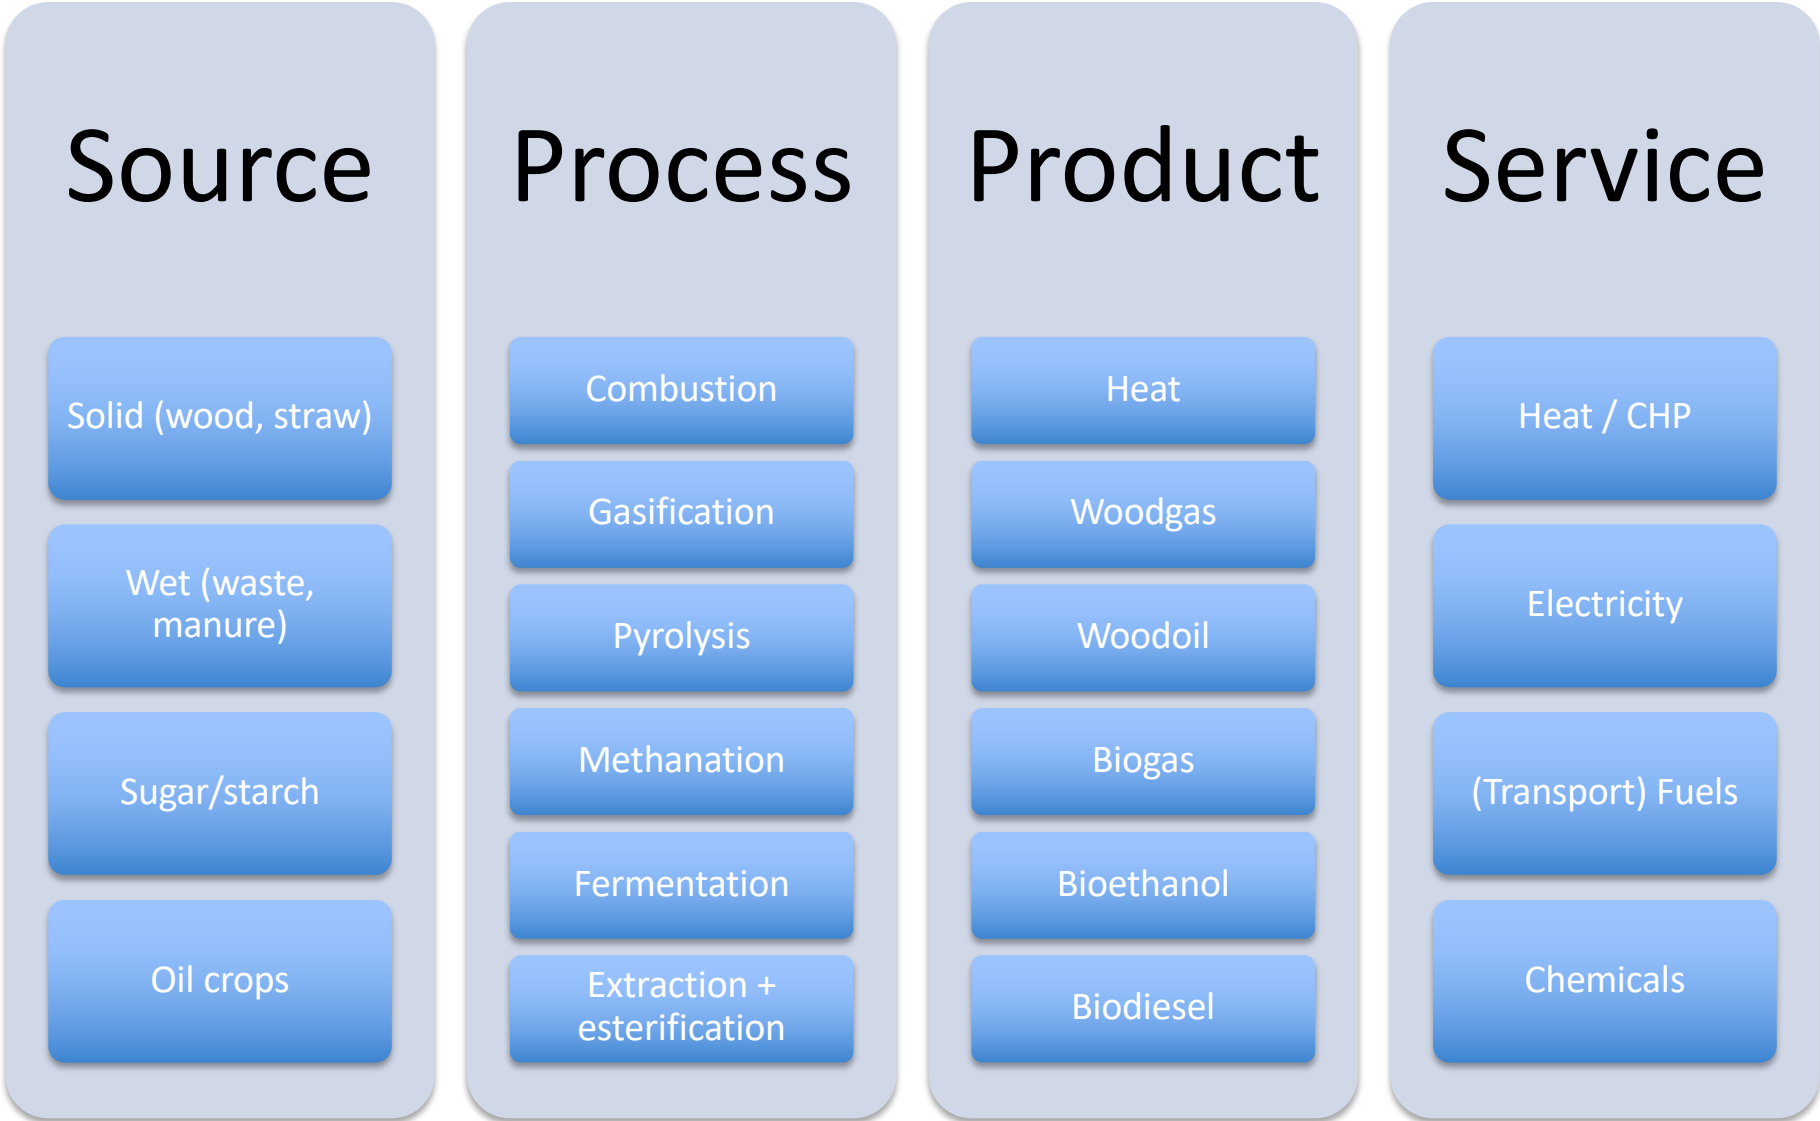 Source
Solid (wood, straw)
Wet (waste,
manure)
Sugar/starch
Oil crops
Process
Combustion
Gasification
Pyrolysis
Methanation
Fermentation
Extraction +
esterification
Product
Heat
Woodgas
Woodoil
Biogas
Bioethanol
Biodiesel
Service
Heat / CHP
Electricity
(Transport) Fuels
Chemicals